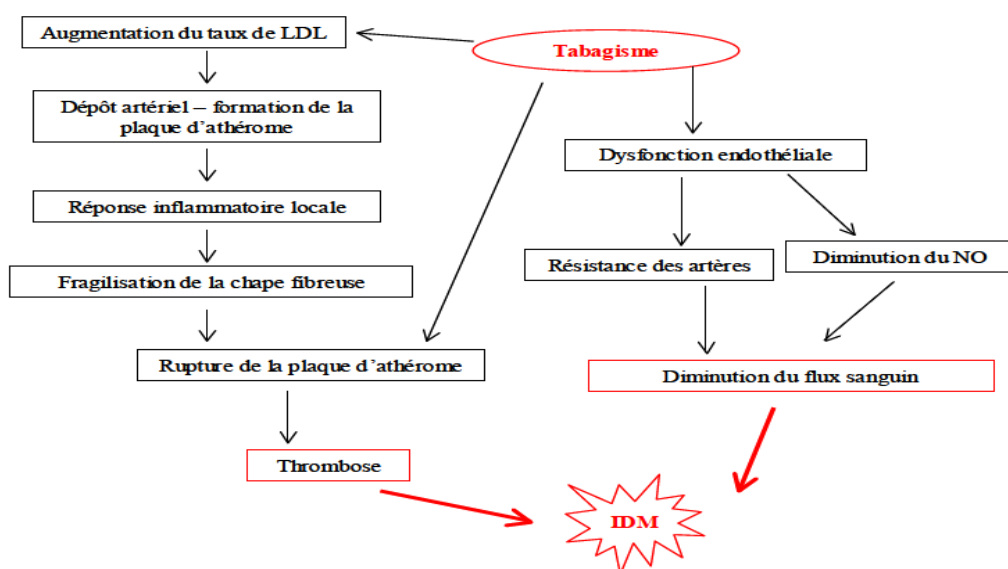 Augmentation du taux de LDL
Tabagisme
Dépôt artériel – formation de la
plaque d'athérome
Dysfonction endothéliale
Réponse inflammatoire locale
Résistance des artères
Diminution du NO
Fragilisation de la chape fibreuse
Rupture de la plaque d'athérome
Diminution du flux sanguin
Thrombose
IDM